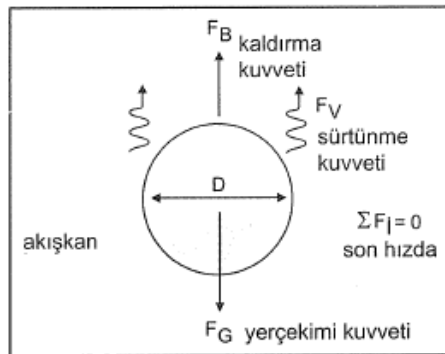 F_B kaldırma
kuvveti
F_V
sürtünme
kuvveti
D
akışkan
ΣF_i=0
son hızda
F_G yerçekimi kuvveti